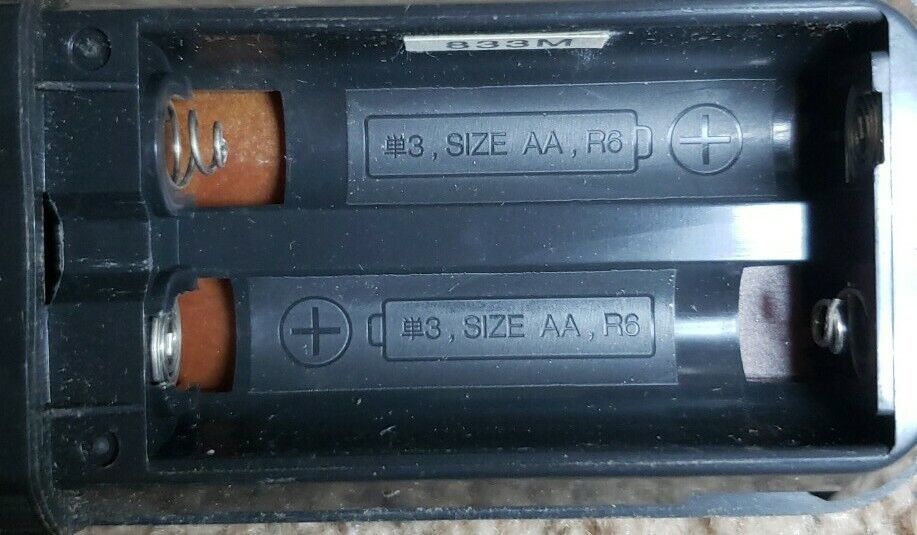 833M
単3, SIZE AA, R6 +
+ 単3, SIZE AA, R6